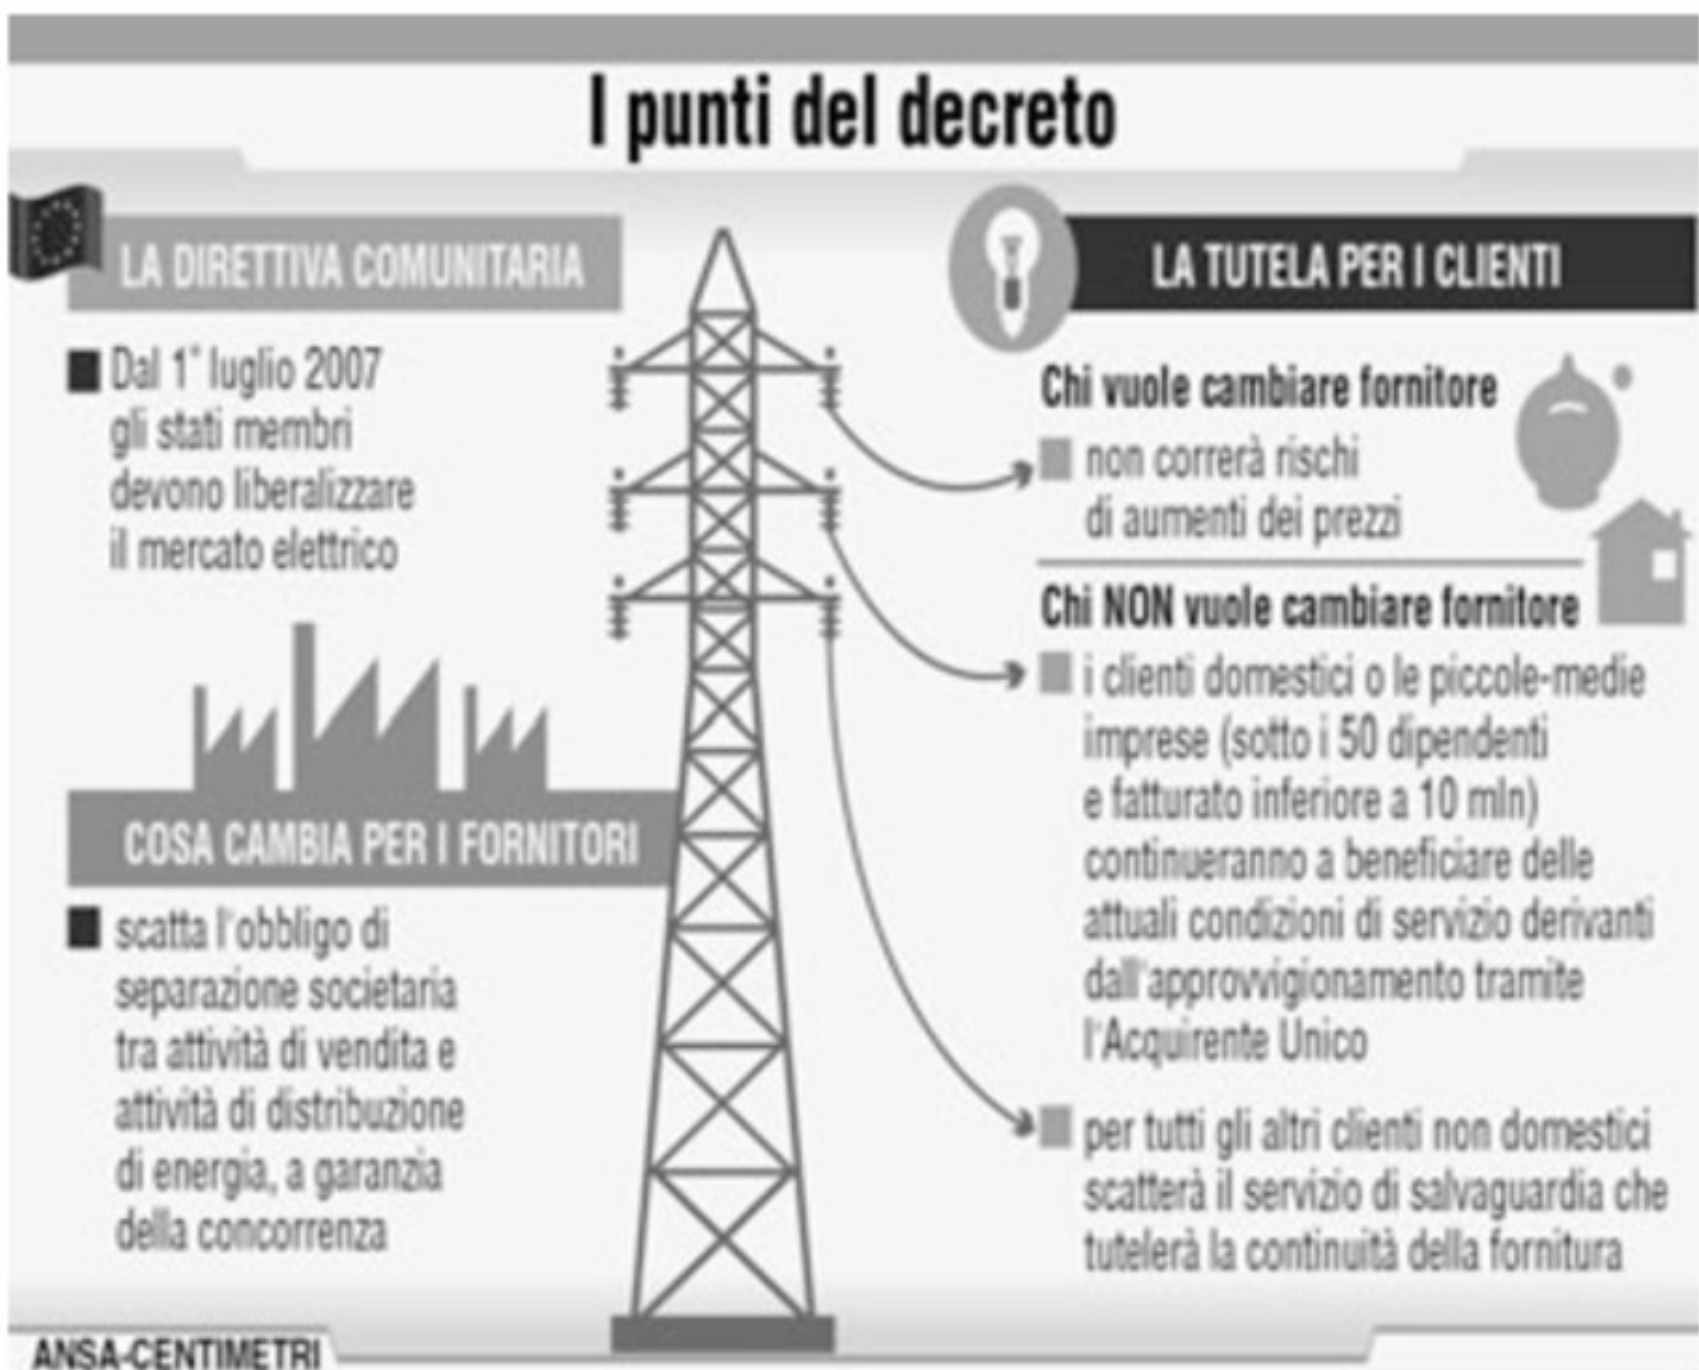 I punti del decreto
LA DIRETTIVA COMUNITARIA
Dal 1° luglio 2007
gli stati membri
devono liberalizzare
il mercato elettrico
COSA CAMBIA PER I FORNITORI
scatta l'obbligo di
separazione societaria
tra attività di vendita e
attività di distribuzione
di energia, a garanzia
della concorrenza
LA TUTELA PER I CLIENTI
Chi vuole cambiare fornitore
non correrà rischi
di aumenti dei prezzi
Chi NON vuole cambiare fornitore
i clienti domestici o le piccole-medie
imprese (sotto i 50 dipendenti
e fatturato inferiore a 10 mln)
continueranno a beneficiare delle
attuali condizioni di servizio derivanti
dall'approvvigionamento tramite
l'Acquirente Unico
per tutti gli altri clienti non domestici
scatterà il servizio di salvaguardia che
tutelerà la continuità della fornitura
ANSA-CENTIMETRI